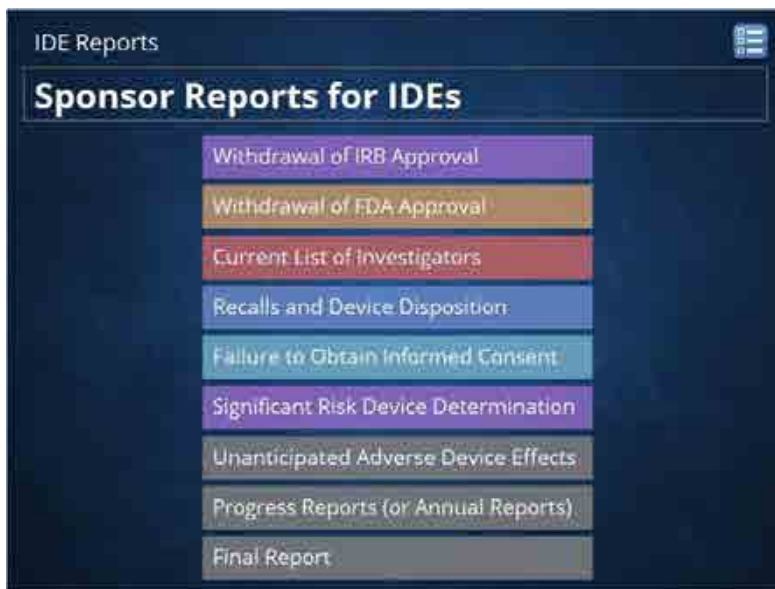 IDE Reports
Sponsor Reports for IDEs
Withdrawal of IRB Approval
Withdrawal of FDA Approval
Current List of Investigators
Recalls and Device Disposition
Failure to Obtain Informed Consent
Significant Risk Device Determination
Unanticipated Adverse Device Effects
Progress Reports (or Annual Reports)
Final Report